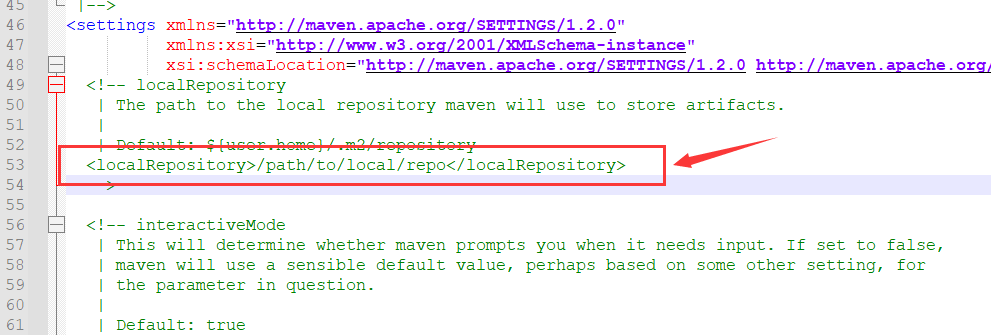 45 |-->
46 <settings xmlns="http://maven.apache.org/SETTINGS/1.2.0"
47 xmlns:xsi="http://www.w3.org/2001/XMLSchema-instance"
48 xsi:schemaLocation="http://maven.apache.org/SETTINGS/1.2.0 http://maven.apache.org/
49 <!-- localRepository
50 | The path to the local repository maven will use to store artifacts.
51 |
52 | Default: ${user.home}/.m2/repository
53 <localRepository>/path/to/local/repo</localRepository>
54 >
55
56 <!-- interactiveMode
57 | This will determine whether maven prompts you when it needs input. If set to false,
58 | maven will use a sensible default value, perhaps based on some other setting, for
59 | the parameter in question.
60 |
61 | Default: true